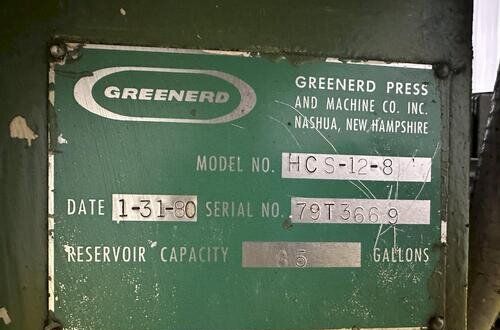 GREENERD
GREENERD PRESS
AND MACHINE CO. INC.
NASHUA, NEW HAMPSHIRE
MODEL NO. HCS-12-8
DATE 1-31-80 SERIAL NO. 79T3669
RESERVOIR CAPACITY GALLONS